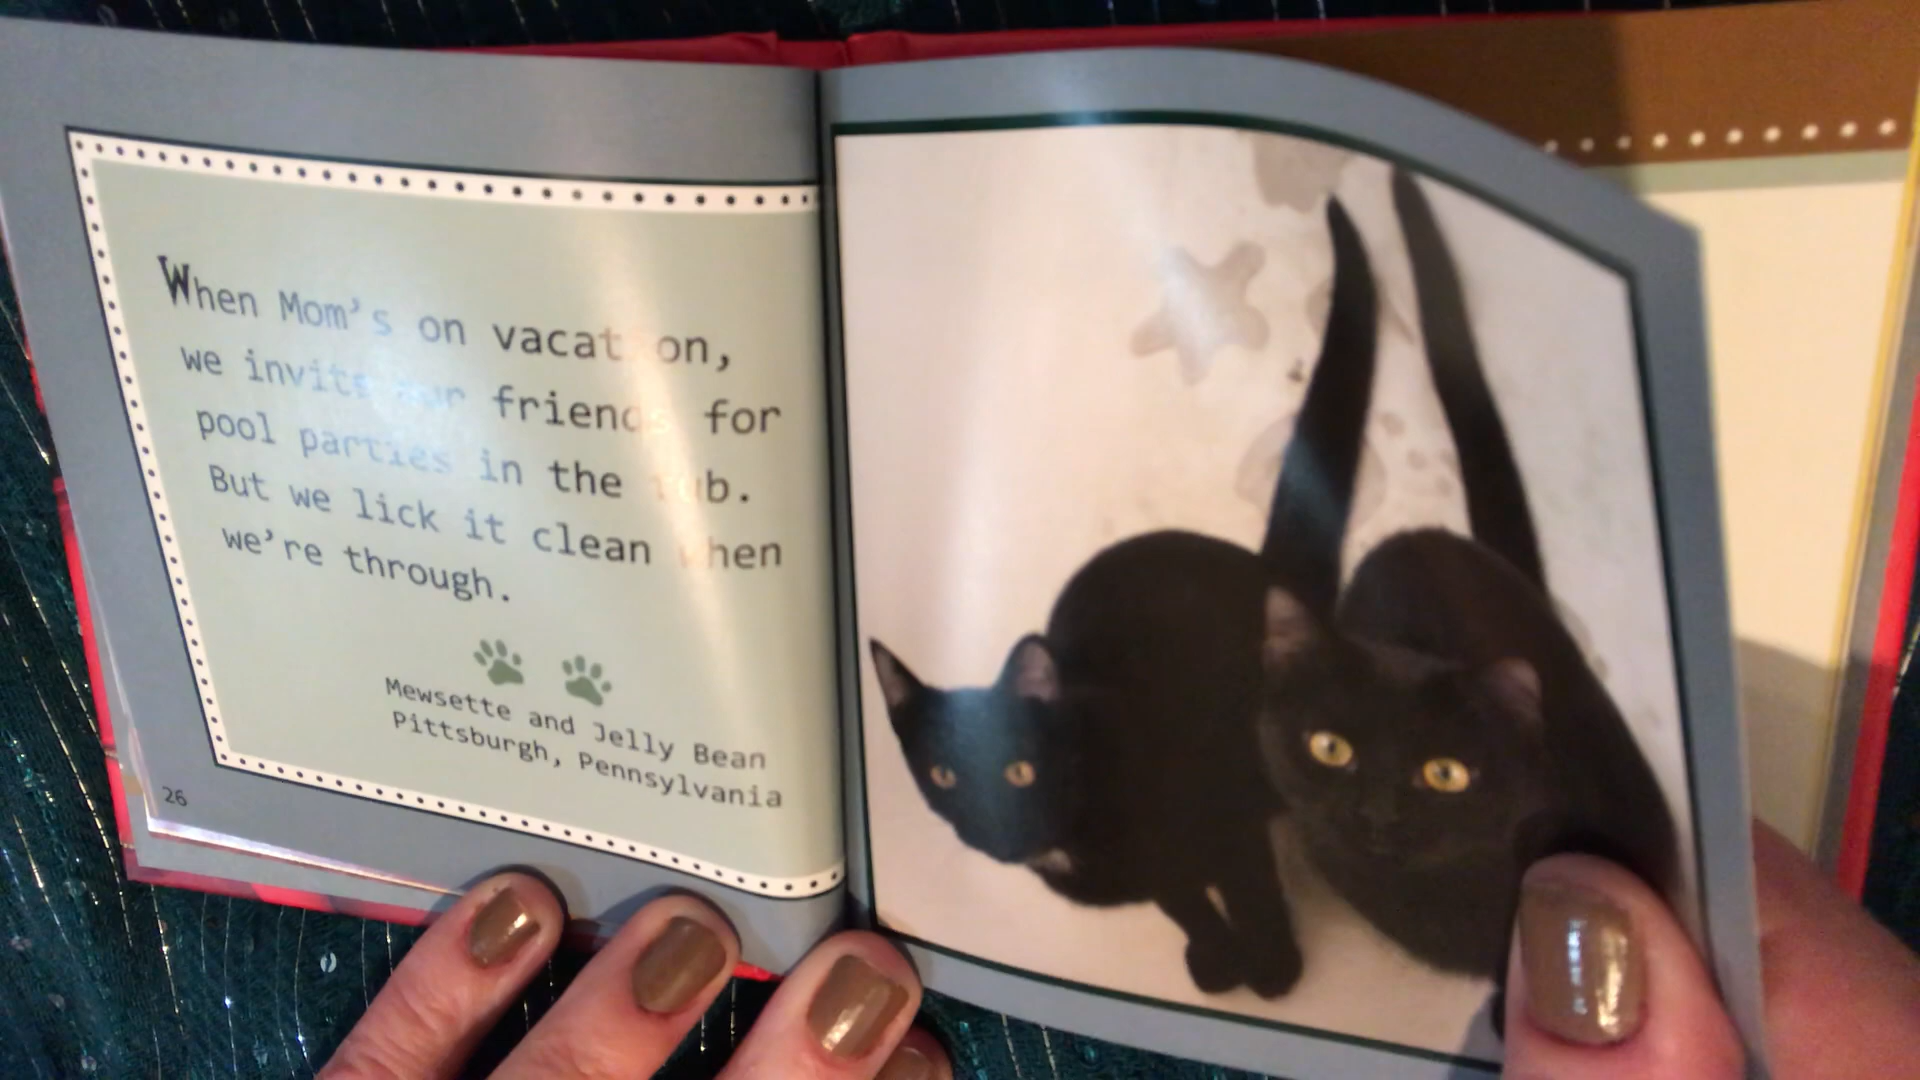 When Mom's on vacation,
we invite our friends for
pool parties in the tub.
But we lick it clean when
we're through.
Mewsette and Jelly Bean
Pittsburgh, Pennsylvania
26